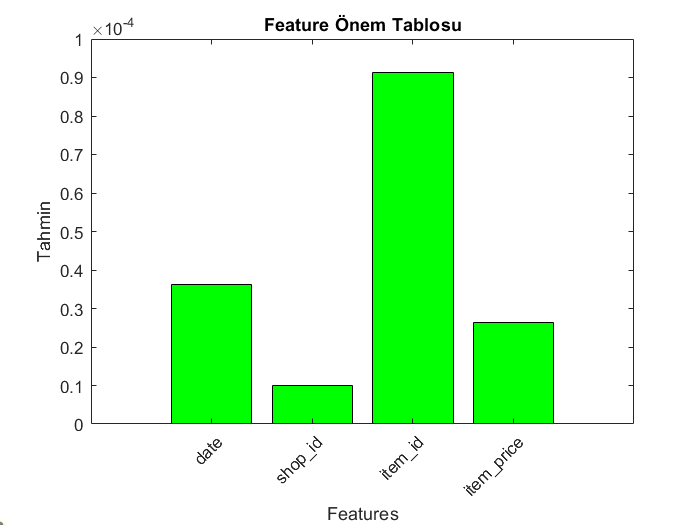 Feature Önem Tablosu
×10-4
1
0.9
0.8
0.7
0.6
0.5
0.4
0.3
0.2
0.1
0
Tahmin
date
shop_id
item_id
item_price
Features